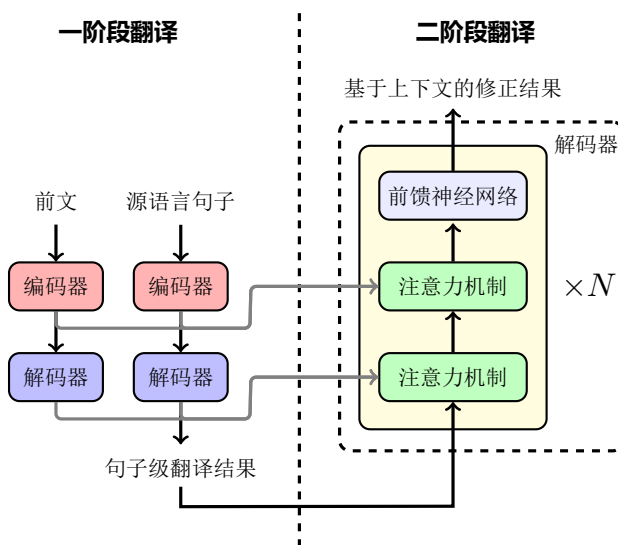 一阶段翻译
二阶段翻译
基于上下文的修正结果
解码器
前馈神经网络
前文
源语言句子
编码器
编码器
注意力机制
×N
解码器
解码器
注意力机制
句子级翻译结果